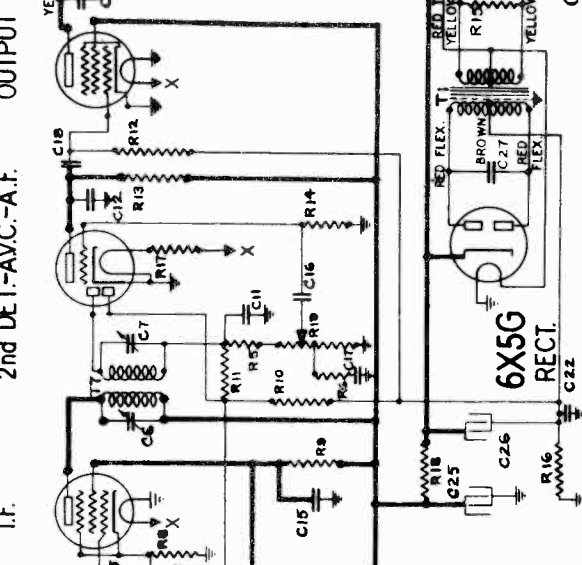 OUTPUT
2nd DET.-A.V.C.-A.F.
I.F.
YE
C18
R12
R13
C12
R14
R17
X
X
C16
C11
C7
R5
R19
C17
R11
R10
R6
C6
R9
C15
R8
X
RED
YELLOW
R15
YELLOW
T
RED FLEX.
BROWN
C27
RED
FLEX.
6X5G
RECT.
C22
C26
R18
C25
R16